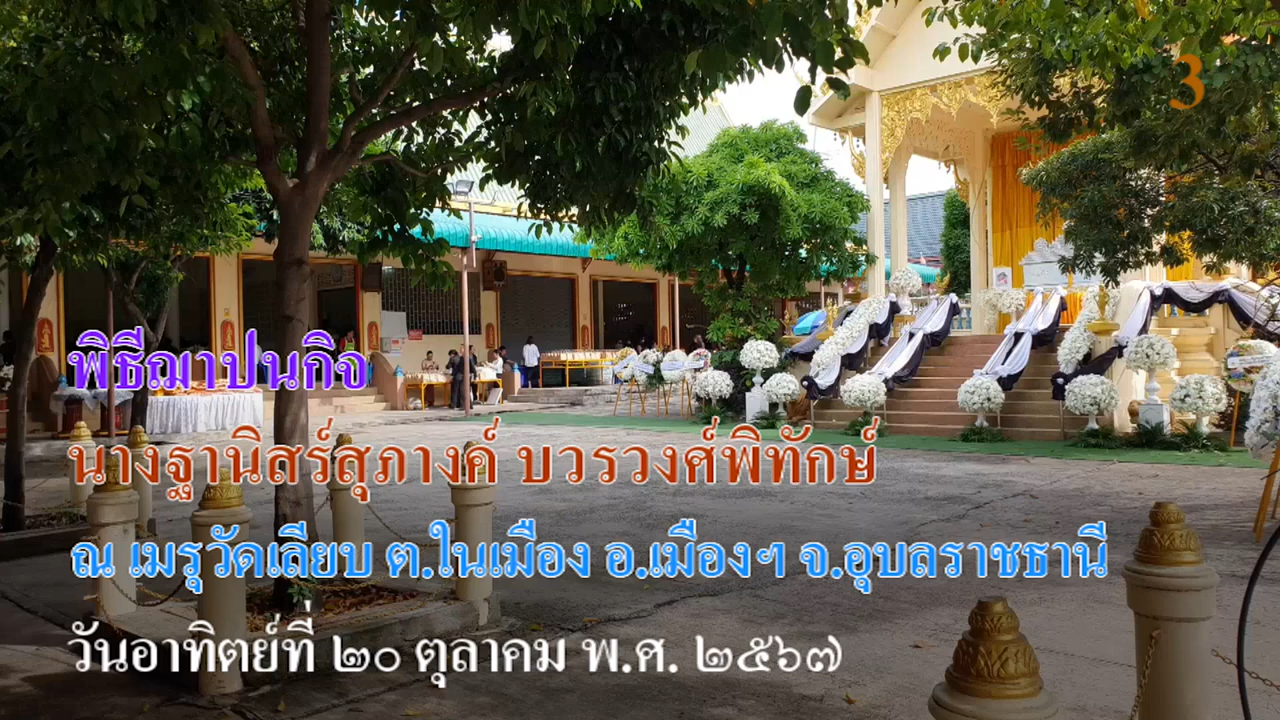 3
พิธีฌาปนกิจ
นางฐานิสร์สุภางค์ บวรวงศ์พิทักษ์
ณ เมรุวัดเลียบ ต.ในเมือง อ.เมืองฯ จ.อุบลราชธานี
วันอาทิตย์ที่ ๒๐ ตุลาคม พ.ศ. ๒๕๖๗